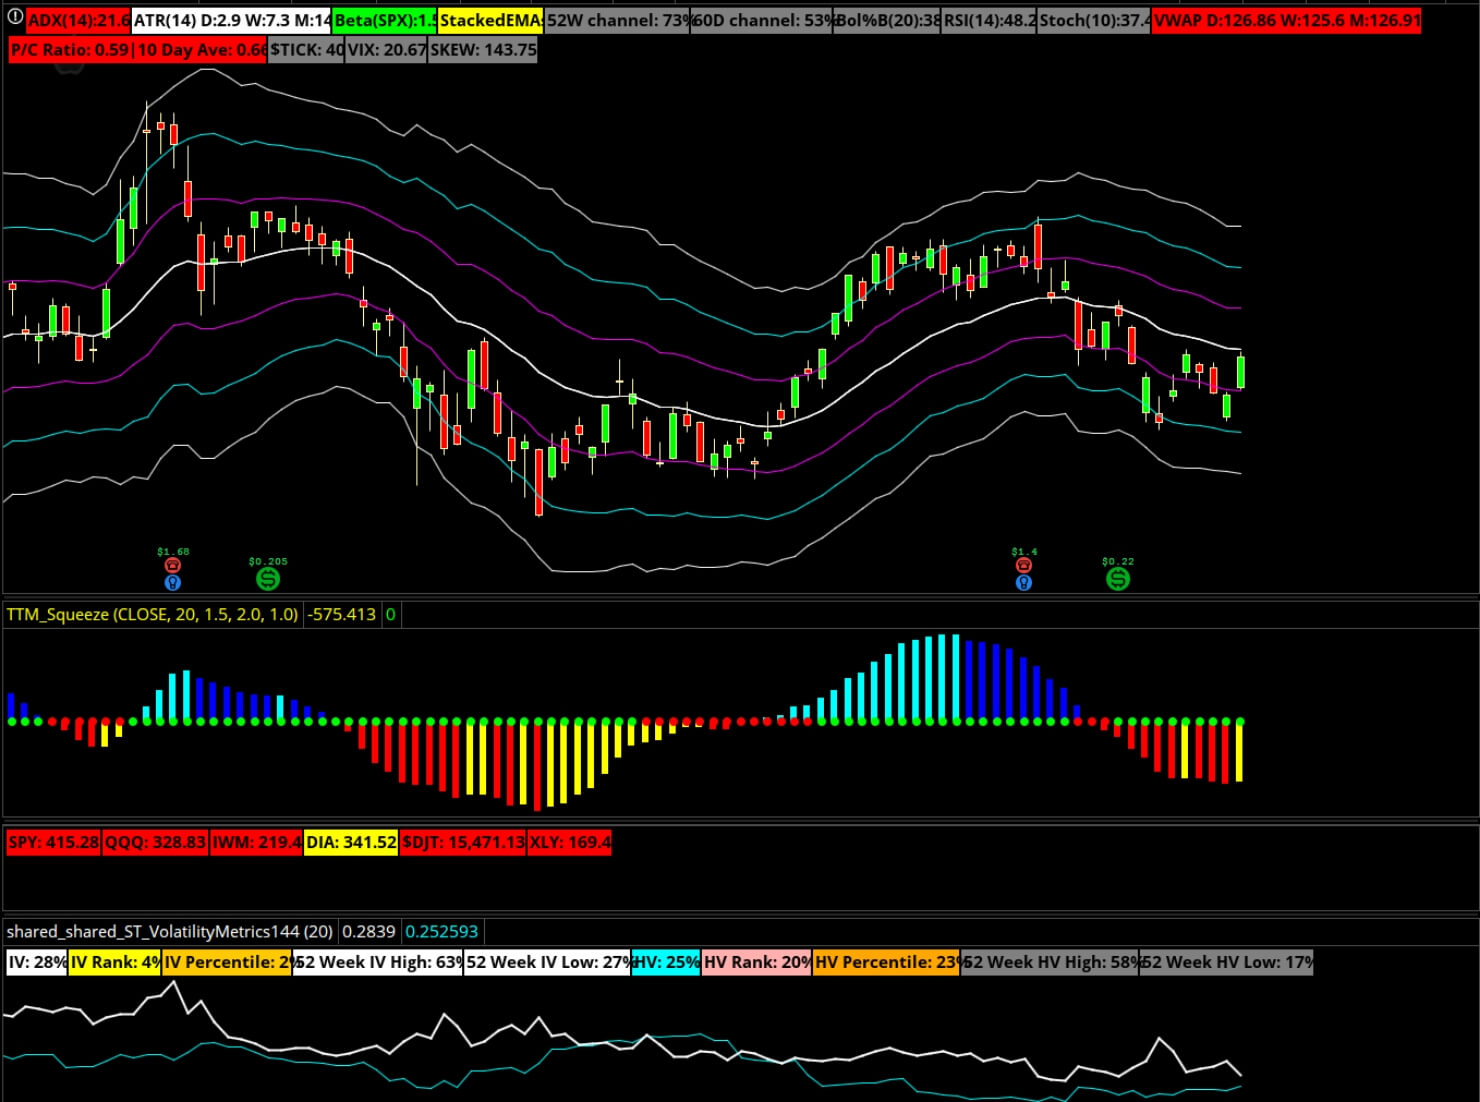 ADX(14):21.6 ATR(14) D:2.9 W:7.3 M:14 Beta(SPX):1.5 StackedEMA: 52W channel: 73% 60D channel: 53% Bol%B(20):38 RSI(14):48.2 Stoch(10):37.4 VWAP D:126.86 W:125.6 M:126.91
P/C Ratio: 0.59|10 Day Ave: 0.66 $TICK: 40 VIX: 20.67 SKEW: 143.75
$1.68 $0.205 $1.4 $0.22
TTM_Squeeze (CLOSE, 20, 1.5, 2.0, 1.0) -575.413 0
SPY: 415.28 QQQ: 328.83 IWM: 219.4 DIA: 341.52 $DJT: 15,471.13 XLY: 169.4
shared_shared_ST_VolatilityMetrics144 (20) 0.2839 0.252593
IV: 28% IV Rank: 4% IV Percentile: 2% 52 Week IV High: 63% 52 Week IV Low: 27% HV: 25% HV Rank: 20% HV Percentile: 23% 52 Week HV High: 58% 52 Week HV Low: 17%